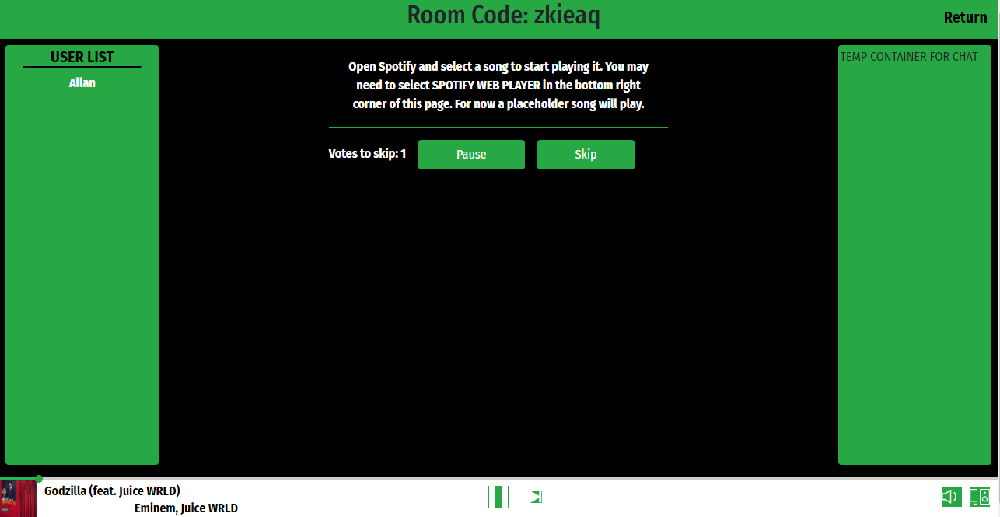 Room Code: zkieaq
Return
USER LIST
Allan
Open Spotify and select a song to start playing it. You may
need to select SPOTIFY WEB PLAYER in the bottom right
corner of this page. For now a placeholder song will play.
Votes to skip: 1
Pause
Skip
TEMP CONTAINER FOR CHAT
Godzilla (feat. Juice WRLD)
Eminem, Juice WRLD